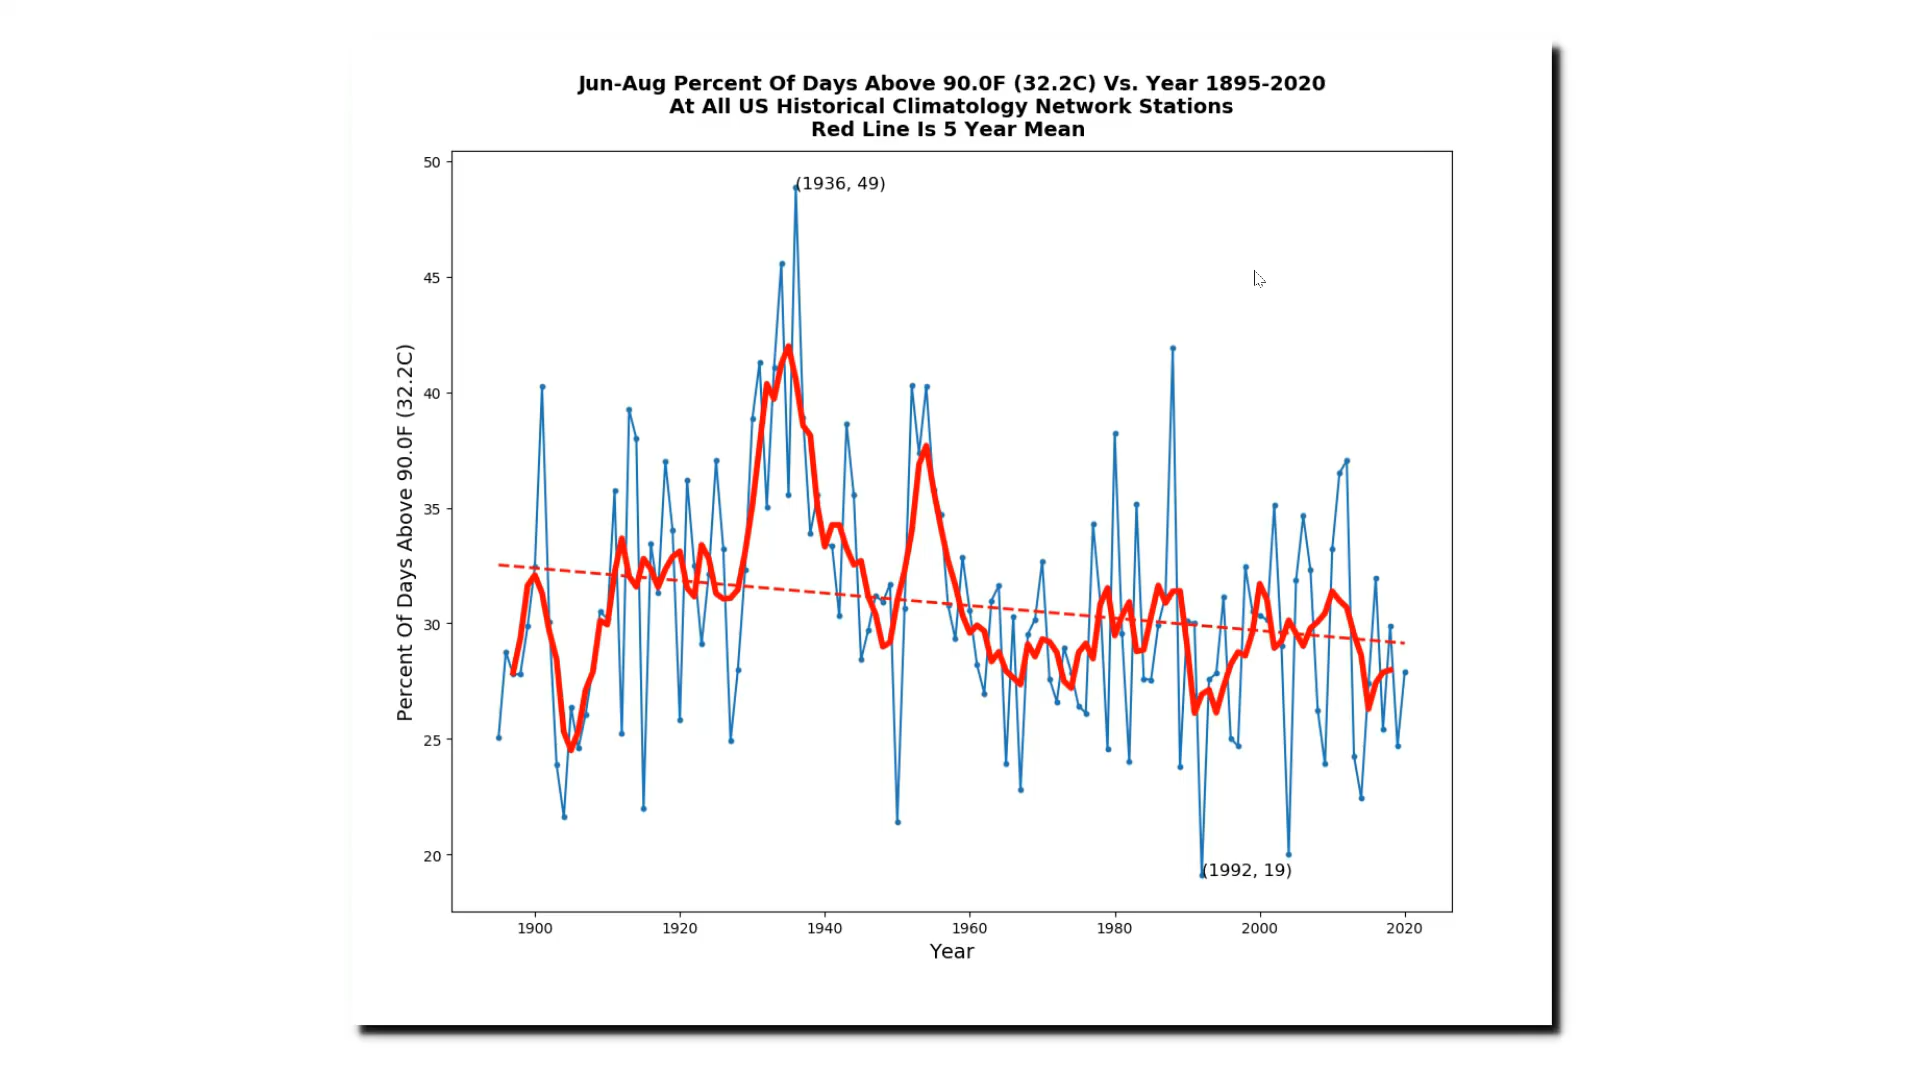 Jun-Aug Percent Of Days Above 90.0F (32.2C) Vs. Year 1895-2020
At All US Historical Climatology Network Stations
Red Line Is 5 Year Mean
50
(1936, 49)
45
40
35
30
25
20
Percent Of Days Above 90.0F (32.2C)
(1992, 19)
1900 1920 1940 1960 1980 2000 2020
Year